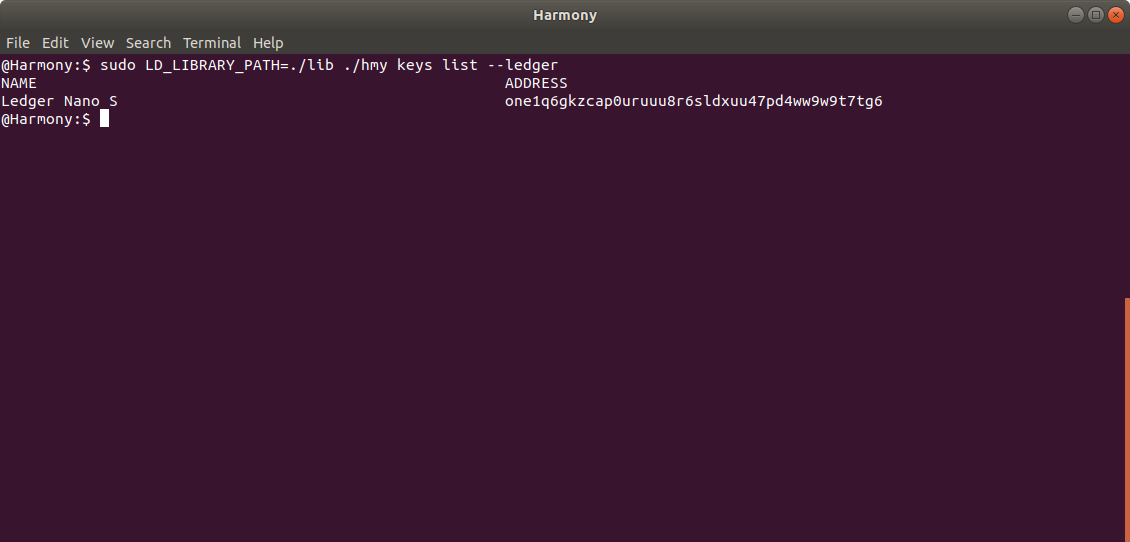 Harmony
File Edit View Search Terminal Help
@Harmony:$ sudo LD_LIBRARY_PATH=./lib ./hmy keys list --ledger
NAME ADDRESS
Ledger Nano S one1q6gkzcap0uruuu8r6sldxuu47pd4ww9w9t7tg6
@Harmony:$